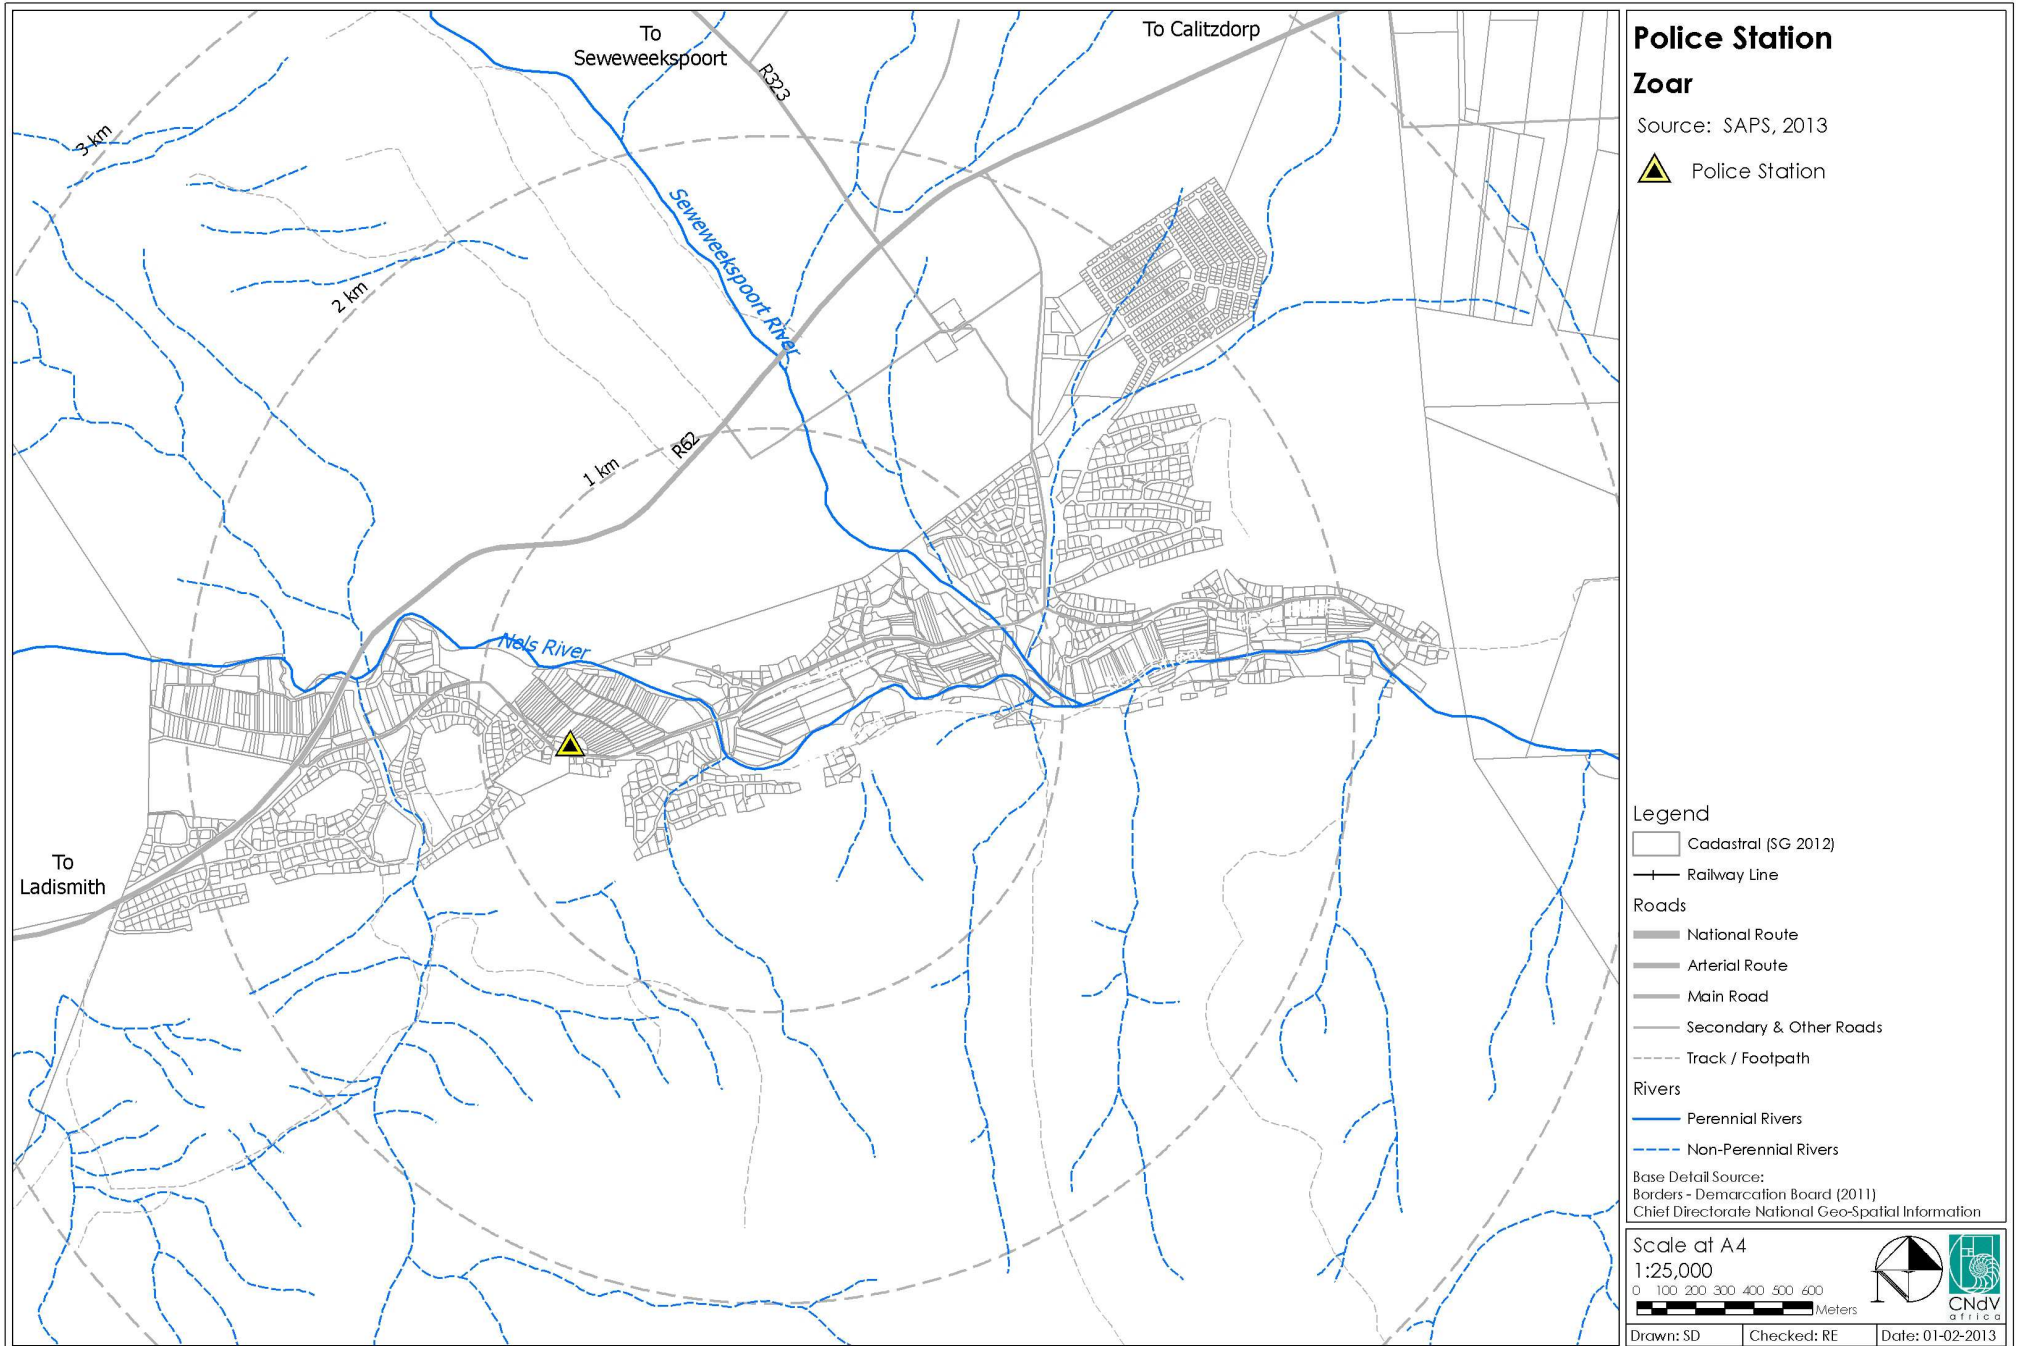 To
Seweweekspoort
To Calitzdorp
R323
3 km
Seweweekspoort River
2 km
R62
1 km
Nels River
To
Ladismith
Police Station
Zoar
Source: SAPS, 2013
Police Station
Legend
Cadastral (SG 2012)
Railway Line
Roads
National Route
Arterial Route
Main Road
Secondary & Other Roads
Track / Footpath
Rivers
Perennial Rivers
Non-Perennial Rivers
Base Detail Source:
Borders - Demarcation Board (2011)
Chief Directorate National Geo-Spatial Information
Scale at A4
1:25,000
0 100 200 300 400 500 600
Meters
CNdV
africa
Drawn: SD Checked: RE Date: 01-02-2013